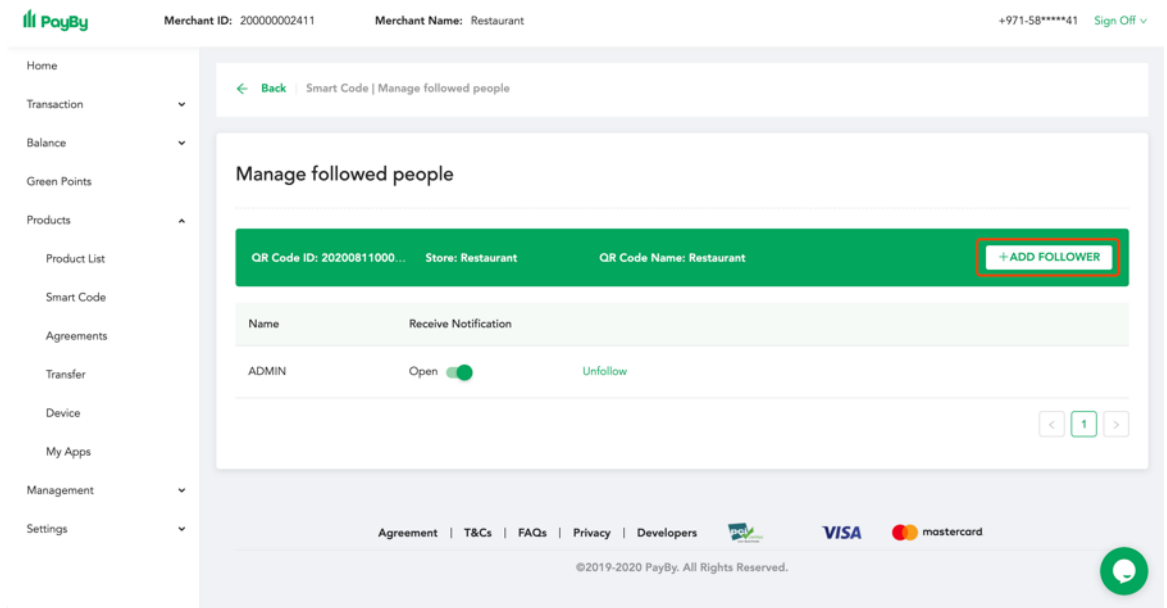 PayBy Merchant ID: 200000002411 Merchant Name: Restaurant +971-58*****41 Sign Off
Home
Transaction
Balance
Green Points
Products
Product List
Smart Code
Agreements
Transfer
Device
My Apps
Management
Settings
← Back | Smart Code | Manage followed people
Manage followed people
QR Code ID: 20200811000... Store: Restaurant QR Code Name: Restaurant +ADD FOLLOWER
Name Receive Notification
ADMIN Open Unfollow
< 1 >
Agreement | T&Cs | FAQs | Privacy | Developers VISA mastercard
©2019-2020 PayBy. All Rights Reserved.